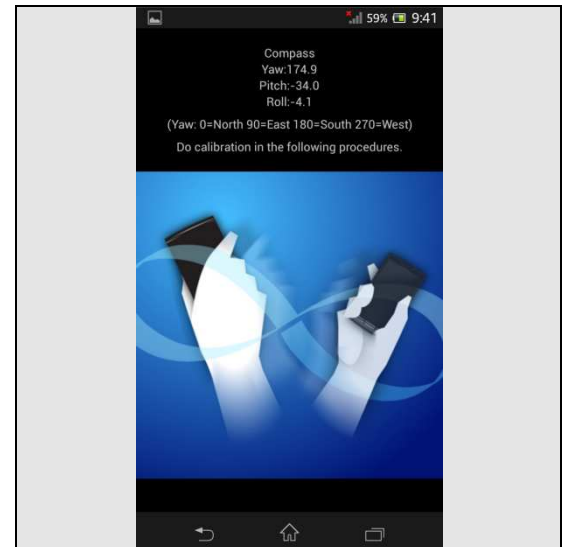 59% 9:41
Compass
Yaw:174.9
Pitch:-34.0
Roll:-4.1
(Yaw: 0=North 90=East 180=South 270=West)
Do calibration in the following procedures.